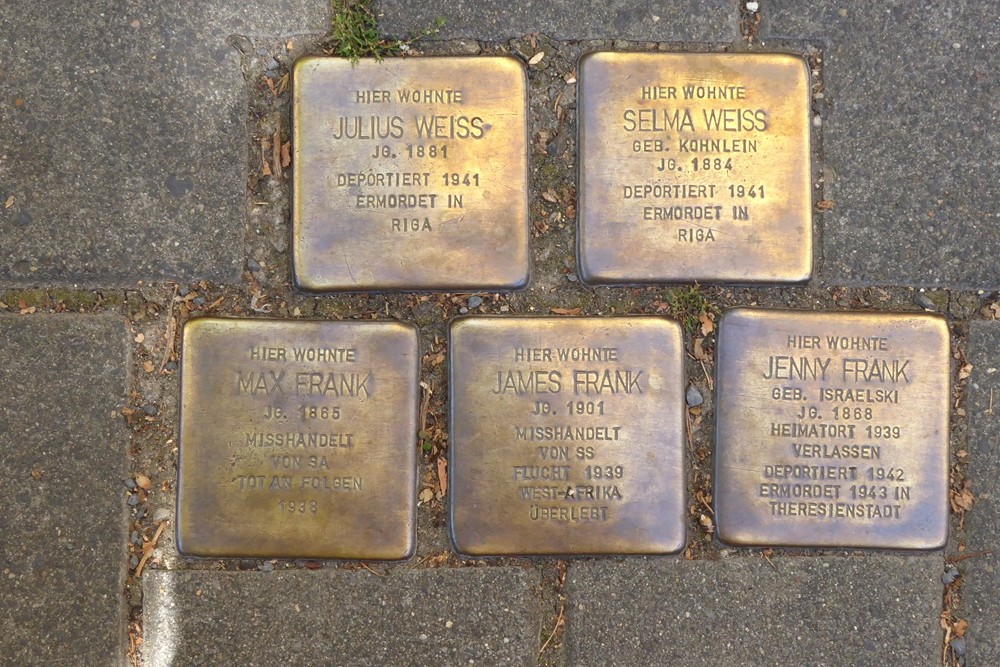 HIER WOHNTE
JULIUS WEISS
JG. 1881
DEPORTIERT 1941
ERMORDET IN
RIGA
HIER WOHNTE
SELMA WEISS
GEB. KÖHNLEIN
JG. 1884
DEPORTIERT 1941
ERMORDET IN
RIGA
HIER WOHNTE
MAX FRANK
JG. 1865
MISSHANDELT
VON SA
TOT AN FOLGEN
1938
HIER WOHNTE
JAMES FRANK
JG. 1901
MISSHANDELT
VON SS
FLUCHT 1939
WEST-AFRIKA
ÜBERLEBT
HIER WOHNTE
JENNY FRANK
GEB. ISRAELSKI
JG. 1868
HEIMATORT 1939
VERLASSEN
DEPORTIERT 1942
ERMORDET 1943 IN
THERESIENSTADT